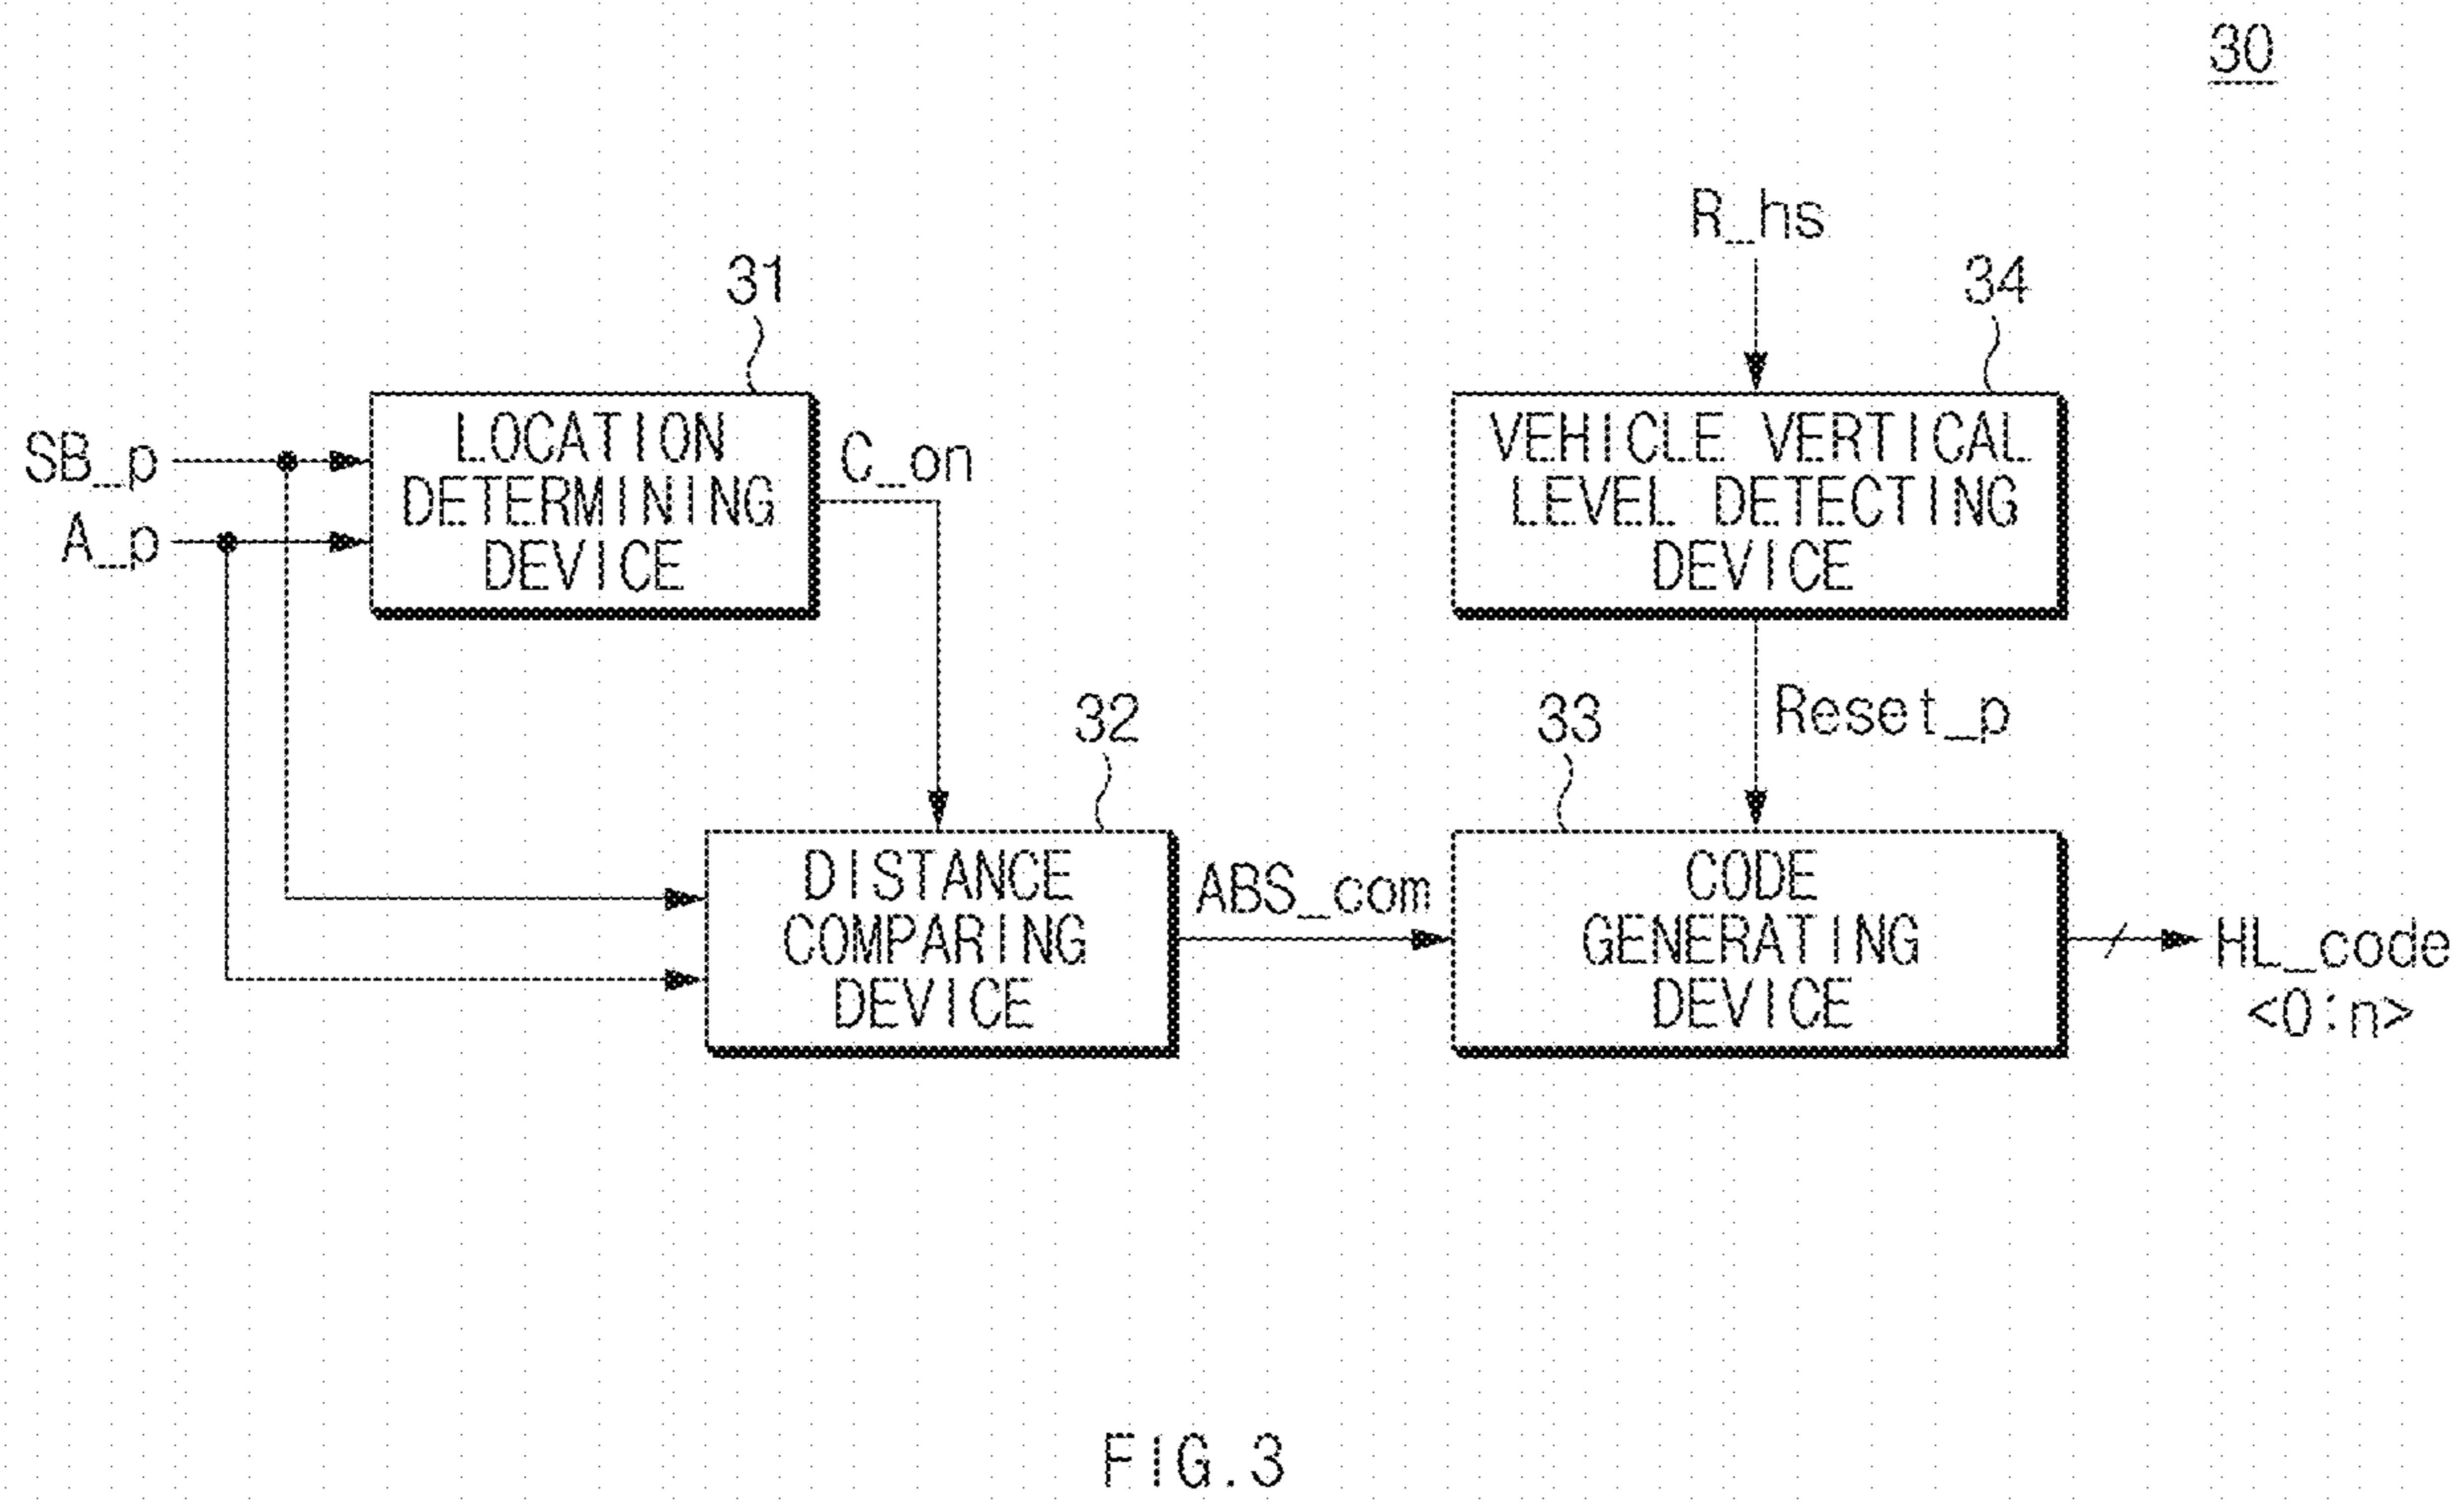 30
R_hs
31
34
SB_p
A_p
LOCATION
DETERMINING
DEVICE
C_on
VEHICLE VERTICAL
LEVEL DETECTING
DEVICE
Reset_p
32
33
DISTANCE
COMPARING
DEVICE
ABS_com
CODE
GENERATING
DEVICE
HL_code
<0:n>
FIG.3